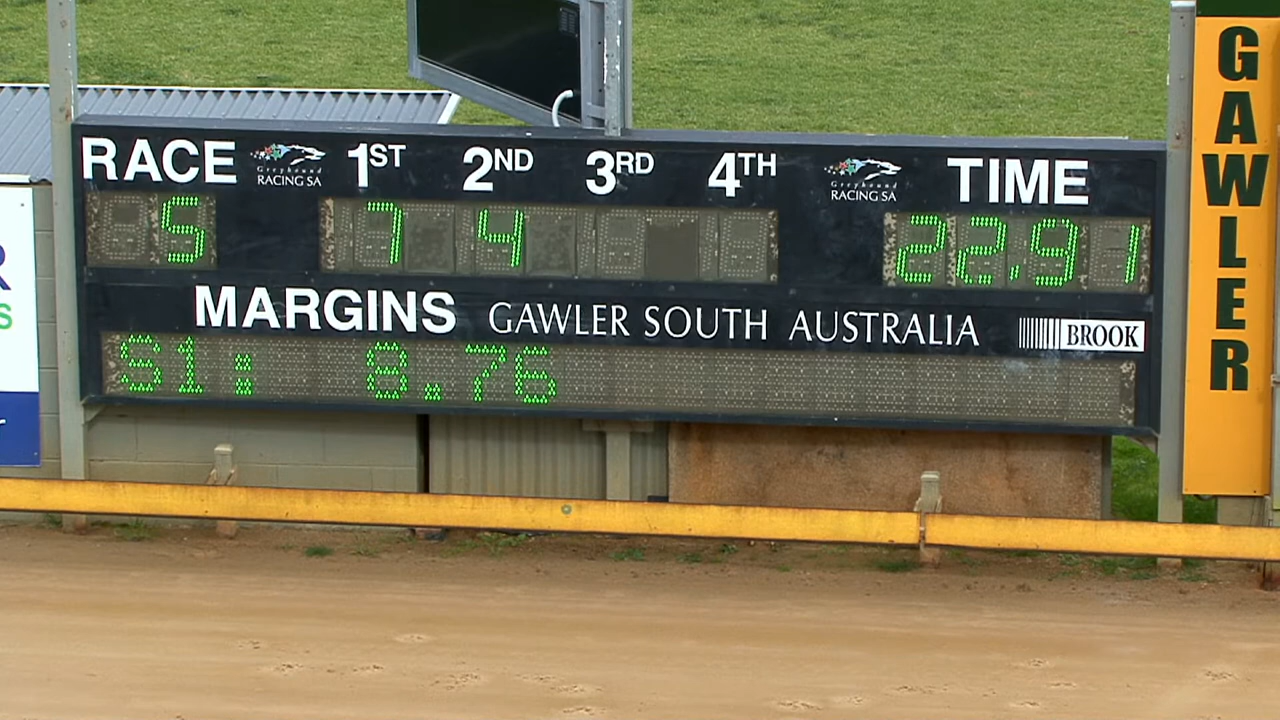 RACE Greyhound RACING SA 1ST 2ND 3RD 4TH Greyhound RACING SA TIME
5 7 4 22.91
MARGINS GAWLER SOUTH AUSTRALIA BROOK
S1: 8.76
GAWLER
R
S